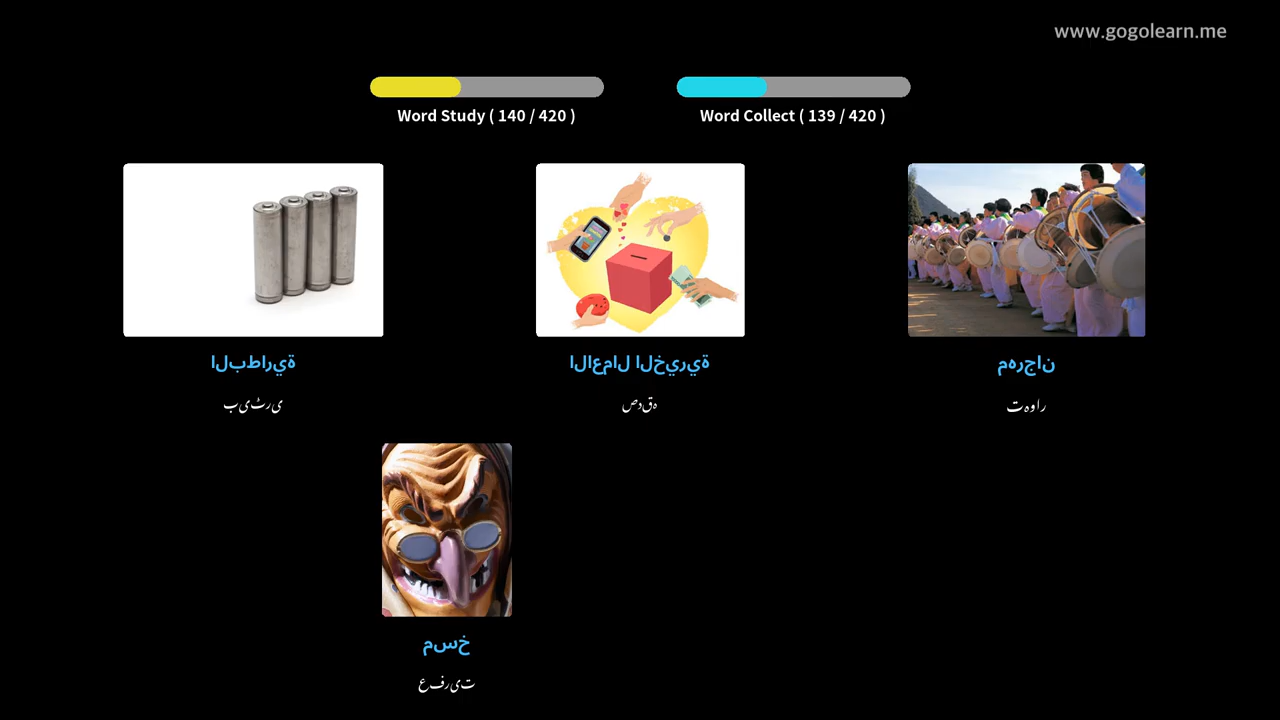 www.gogolearn.me
Word Study ( 140 / 420 )
Word Collect ( 139 / 420 )
البطارية
الاعمال الخيرية
مهرجان
بیٹری
صدقہ
تہوار
مسخ
عفریت